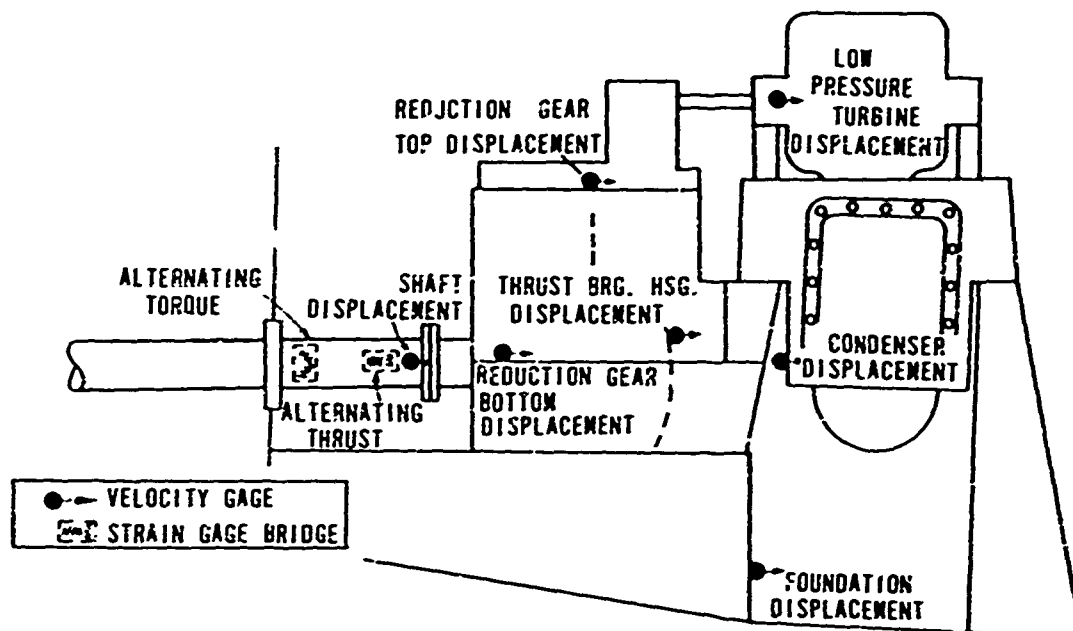 LOW
PRESSURE
TURBINE
DISPLACEMENT
REDJCTION GEAR
TOP DISPLACEMENT
ALTERNATING
TORQUE
SHAFT
DISPLACEMENT
THRUST BRG. HSG.
DISPLACEMENT
CONDENSER
DISPLACEMENT
REDUCTION GEAR
BOTTOM
DISPLACEMENT
ALTERNATING
THRUST
VELOCITY GAGE
STRAIN GAGE BRIDGE
FOUNDATION
DISPLACEMENT